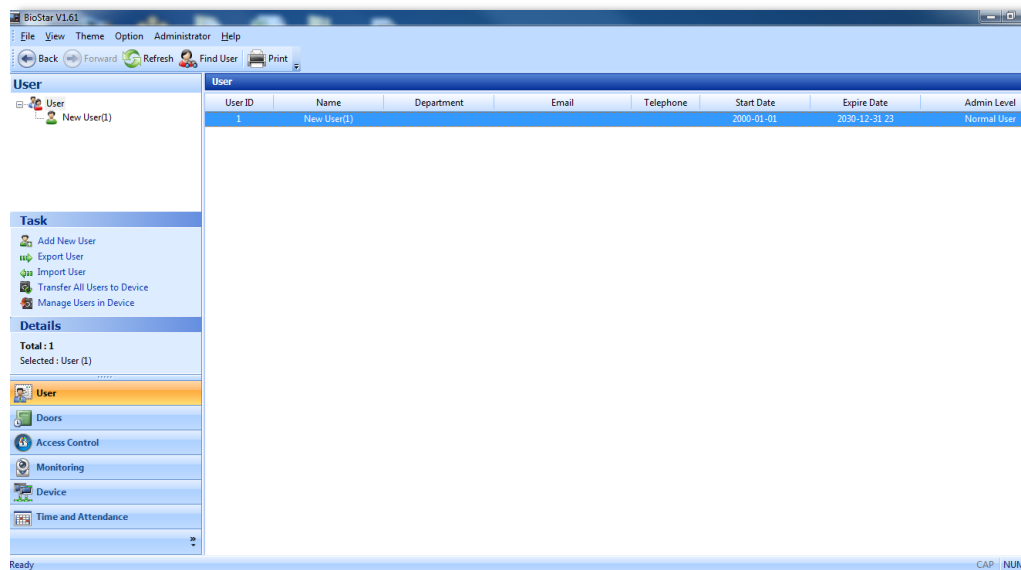 BioStar V1.61
File View Theme Option Administrator Help
Back Forward Refresh Find User Print
User
User
New User(1)
Task
Add New User
Export User
Import User
Transfer All Users to Device
Manage Users in Device
Details
Total : 1
Selected : User (1)
User
Doors
Access Control
Monitoring
Device
Time and Attendance
User
User ID Name Department Email Telephone Start Date Expire Date Admin Level
1 New User(1) 2000-01-01 2030-12-31 23 Normal User
Ready CAP NUM